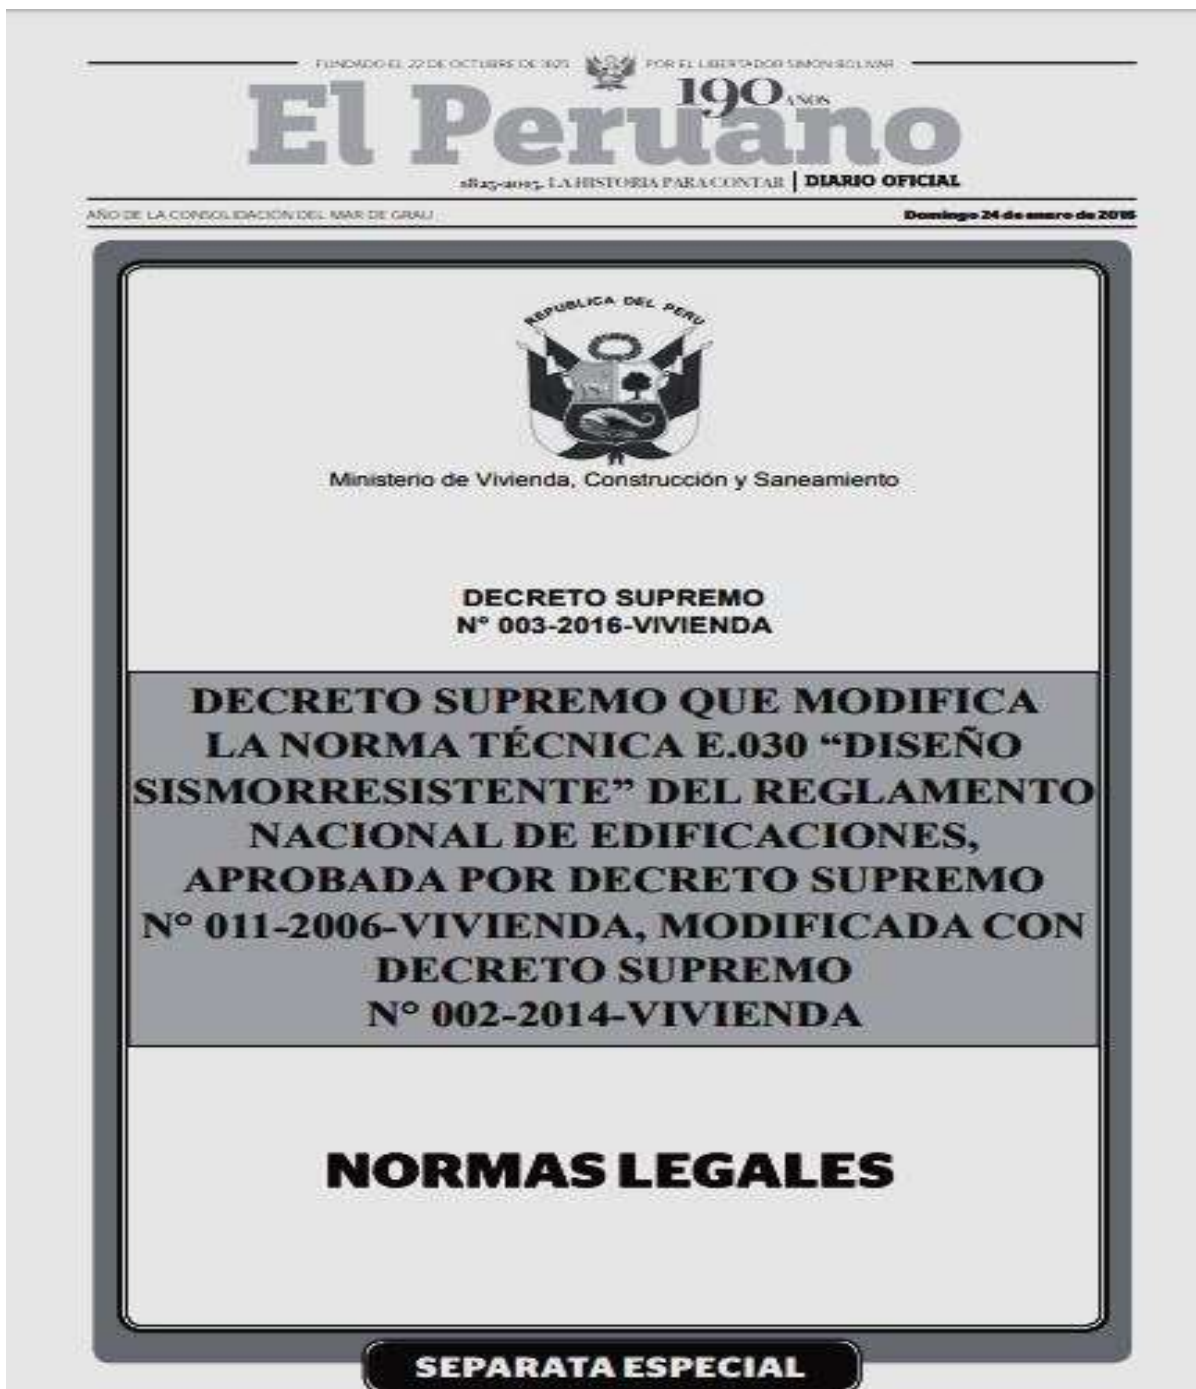 FUNDADO EL 22 DE OCTUBRE DE 1825 POR EL LIBERTADOR SIMÓN BOLÍVAR
El Peruano
190 AÑOS
1825-2015. LA HISTORIA PARA CONTAR | DIARIO OFICIAL
AÑO DE LA CONSOLIDACIÓN DEL MAR DE GRAU
Domingo 24 de enero de 2016
REPUBLICA DEL PERU
Ministerio de Vivienda, Construcción y Saneamiento
DECRETO SUPREMO
N° 003-2016-VIVIENDA
DECRETO SUPREMO QUE MODIFICA
LA NORMA TÉCNICA E.030 “DISEÑO
SISMORRESISTENTE” DEL REGLAMENTO
NACIONAL DE EDIFICACIONES,
APROBADA POR DECRETO SUPREMO
N° 011-2006-VIVIENDA, MODIFICADA CON
DECRETO SUPREMO
N° 002-2014-VIVIENDA
NORMAS LEGALES
SEPARATA ESPECIAL